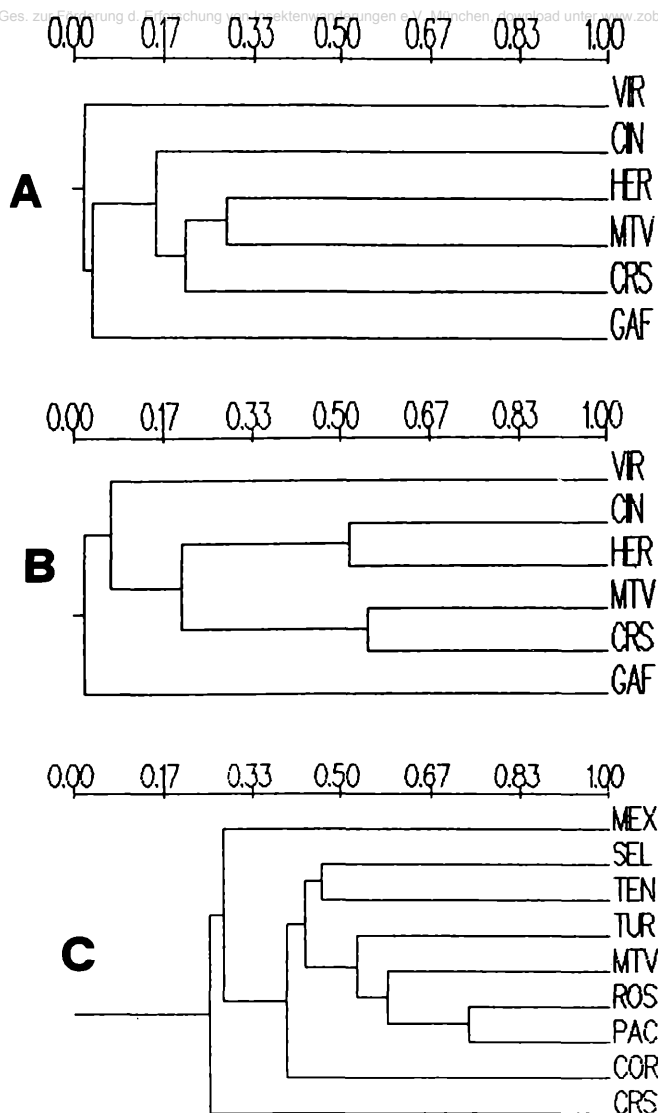 Ges. zur Förderung d. Erforschung von Insektenwanderungen e.V. München, download unter www.zob
0.00 0.17 0.33 0.50 0.67 0.83 1.00
VIR
CIN
A
HER
MTV
CRS
GAF
0.00 0.17 0.33 0.50 0.67 0.83 1.00
VIR
CIN
B
HER
MTV
CRS
GAF
0.00 0.17 0.33 0.50 0.67 0.83 1.00
MEX
SEL
TEN
TUR
C
MTV
ROS
PAC
COR
CRS